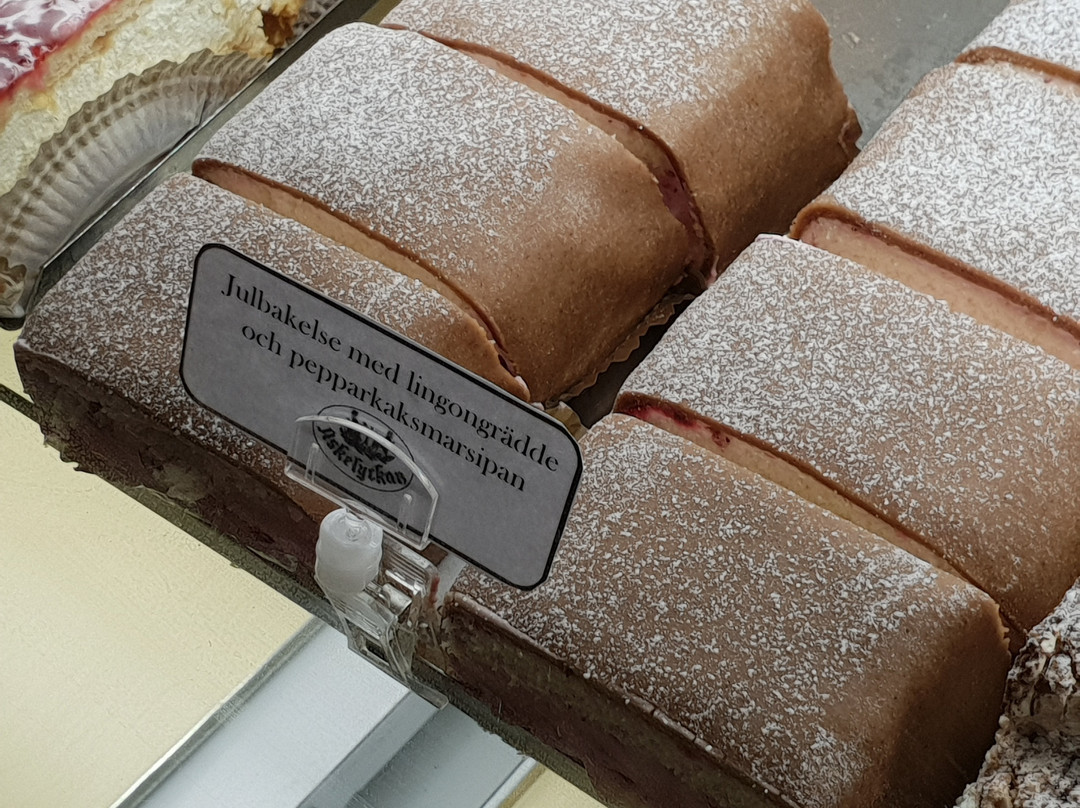 Julbakelse med lingongrädde
och pepparkaksmarsipan